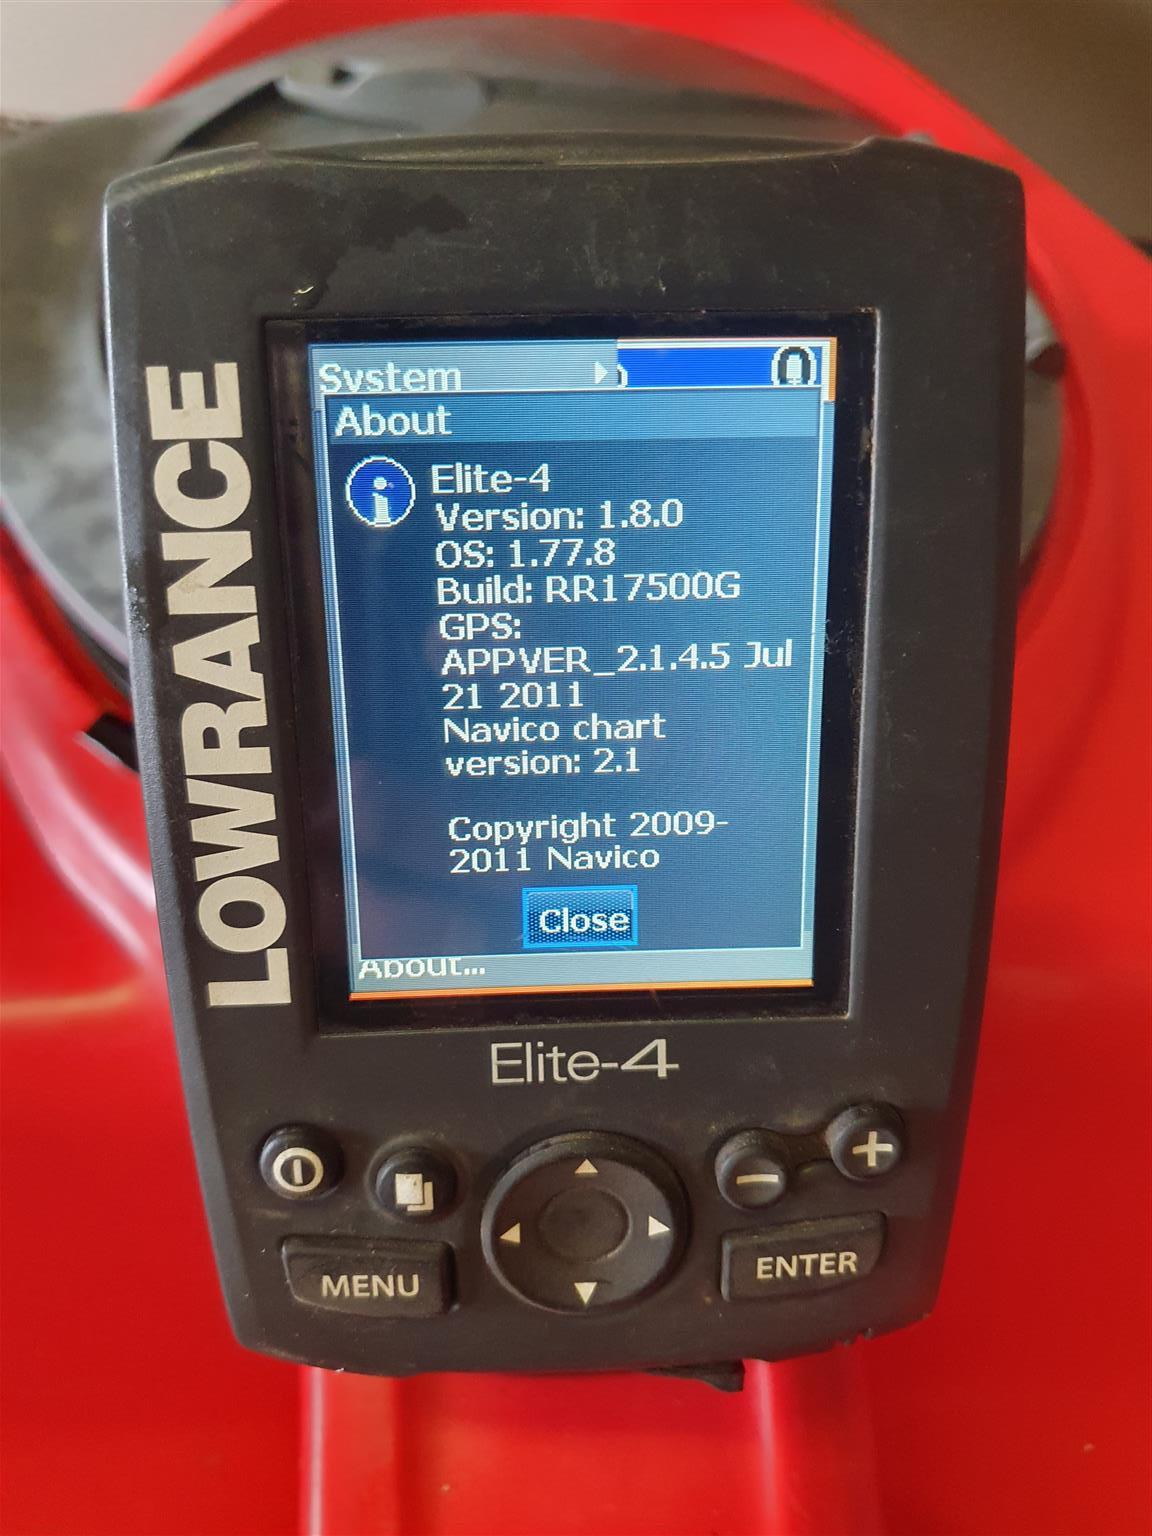 LOWRANCE
System
About
Elite-4
Version: 1.8.0
OS: 1.77.8
Build: RR17500G
GPS:
APPVER_2.1.4.5 Jul
21 2011
Navico chart
version: 2.1
Copyright 2009-
2011 Navico
Close
About...
Elite-4
MENU
ENTER